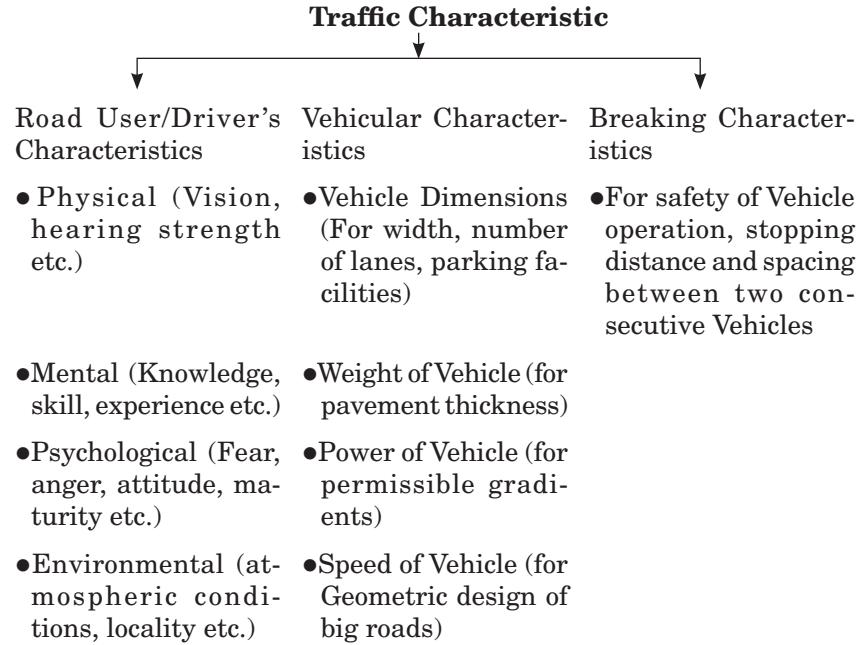 Traffic Characteristic
Road User/Driver's
Characteristics
● Physical (Vision,
hearing strength
etc.)
●Mental (Knowledge,
skill, experience etc.)
●Psychological (Fear,
anger, attitude, ma-
turity etc.)
●Environmental (at-
mospheric condi-
tions, locality etc.)
Vehicular Character-
istics
●Vehicle Dimensions
(For width, number
of lanes, parking fa-
cilities)
●Weight of Vehicle (for
pavement thickness)
●Power of Vehicle (for
permissible gradi-
ents)
●Speed of Vehicle (for
Geometric design of
big roads)
Breaking Character-
istics
●For safety of Vehicle
operation, stopping
distance and spacing
between two con-
secutive Vehicles